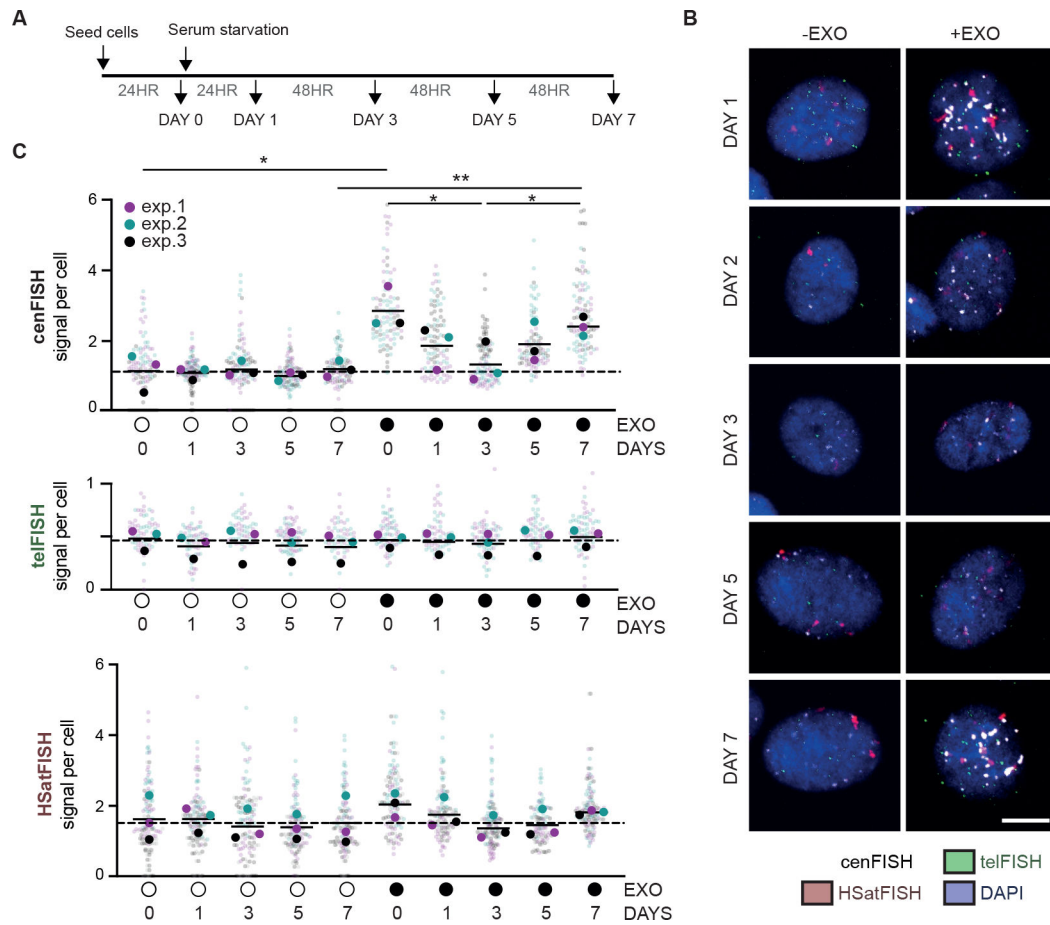 A
Seed cells
Serum starvation
24HR 24HR 48HR 48HR 48HR
DAY 0 DAY 1 DAY 3 DAY 5 DAY 7
B
-EXO +EXO
DAY 1
DAY 2
DAY 3
DAY 5
DAY 7
cenFISH telFISH
HSatFISH DAPI
C
*
**
* *
exp.1
exp.2
exp.3
cenFISH
signal per cell
6
4
2
0
EXO
0 1 3 5 7 0 1 3 5 7 DAYS
telFISH
signal per cell
1
0
EXO
0 1 3 5 7 0 1 3 5 7 DAYS
HSatFISH
signal per cell
6
4
2
0
EXO
0 1 3 5 7 0 1 3 5 7 DAYS